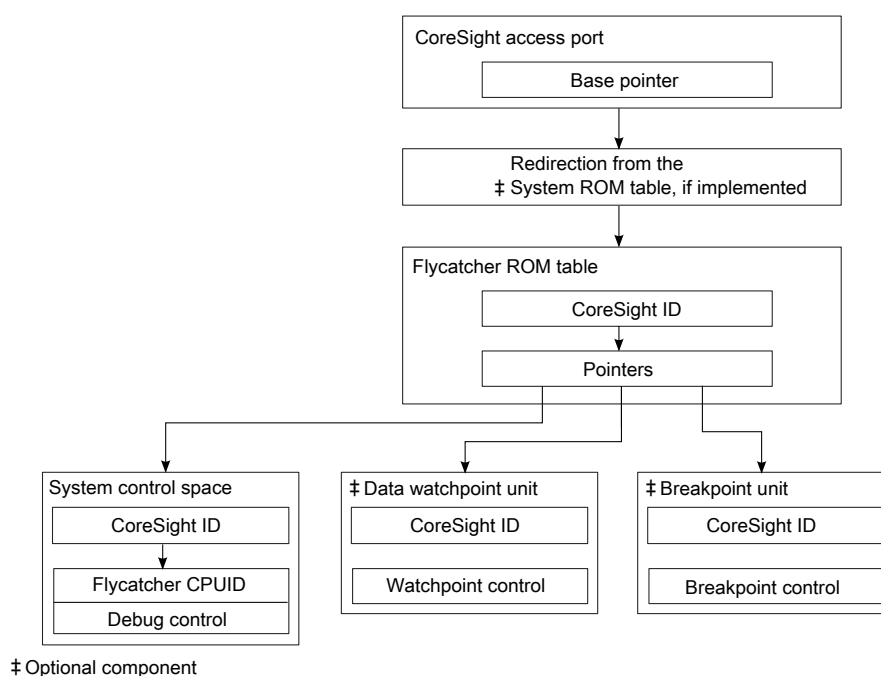 CoreSight access port
Base pointer
Redirection from the
‡ System ROM table, if implemented
Flycatcher ROM table
CoreSight ID
Pointers
System control space
CoreSight ID
Flycatcher CPUID
Debug control
‡ Data watchpoint unit
CoreSight ID
Watchpoint control
‡ Breakpoint unit
CoreSight ID
Breakpoint control
‡ Optional component